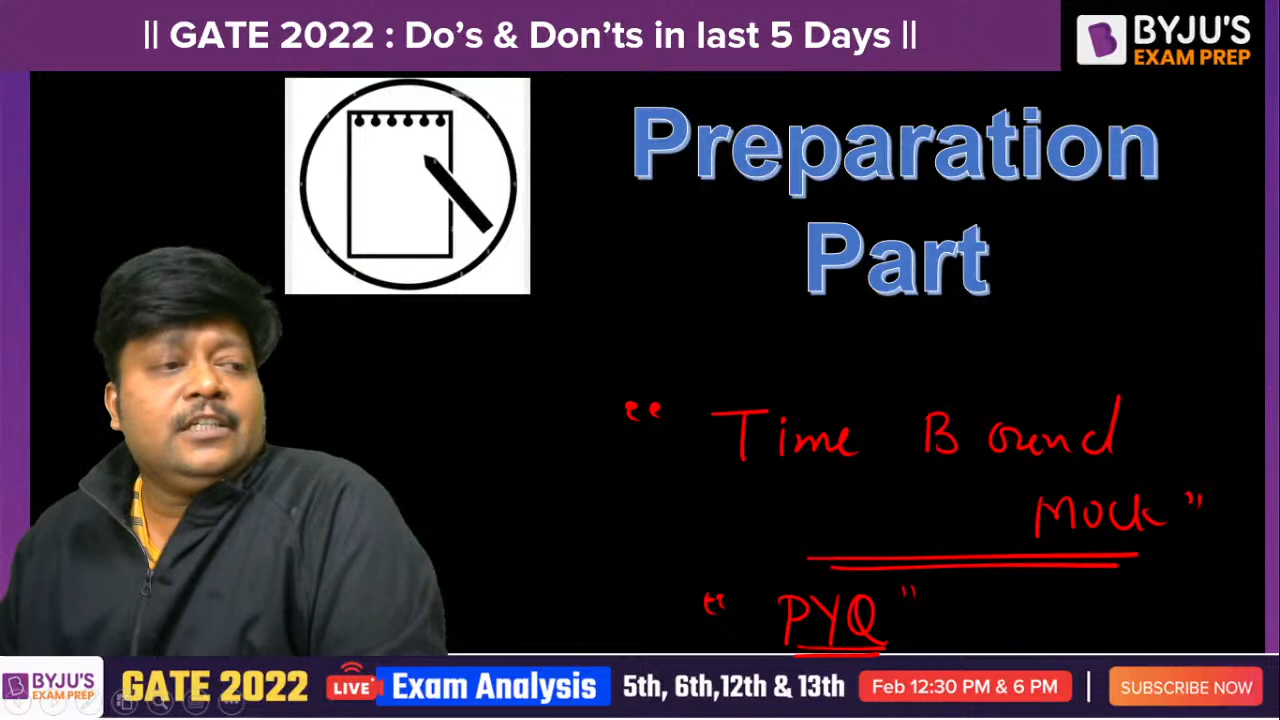 || GATE 2022 : Do's & Don'ts in last 5 Days ||
BYJU'S
EXAM PREP
Preparation
Part
" Time Bound
Mock "
" PYQ "
BYJU'S
EXAM PREP
GATE 2022
LIVE
Exam Analysis
5th, 6th,12th & 13th
Feb 12:30 PM & 6 PM
SUBSCRIBE NOW